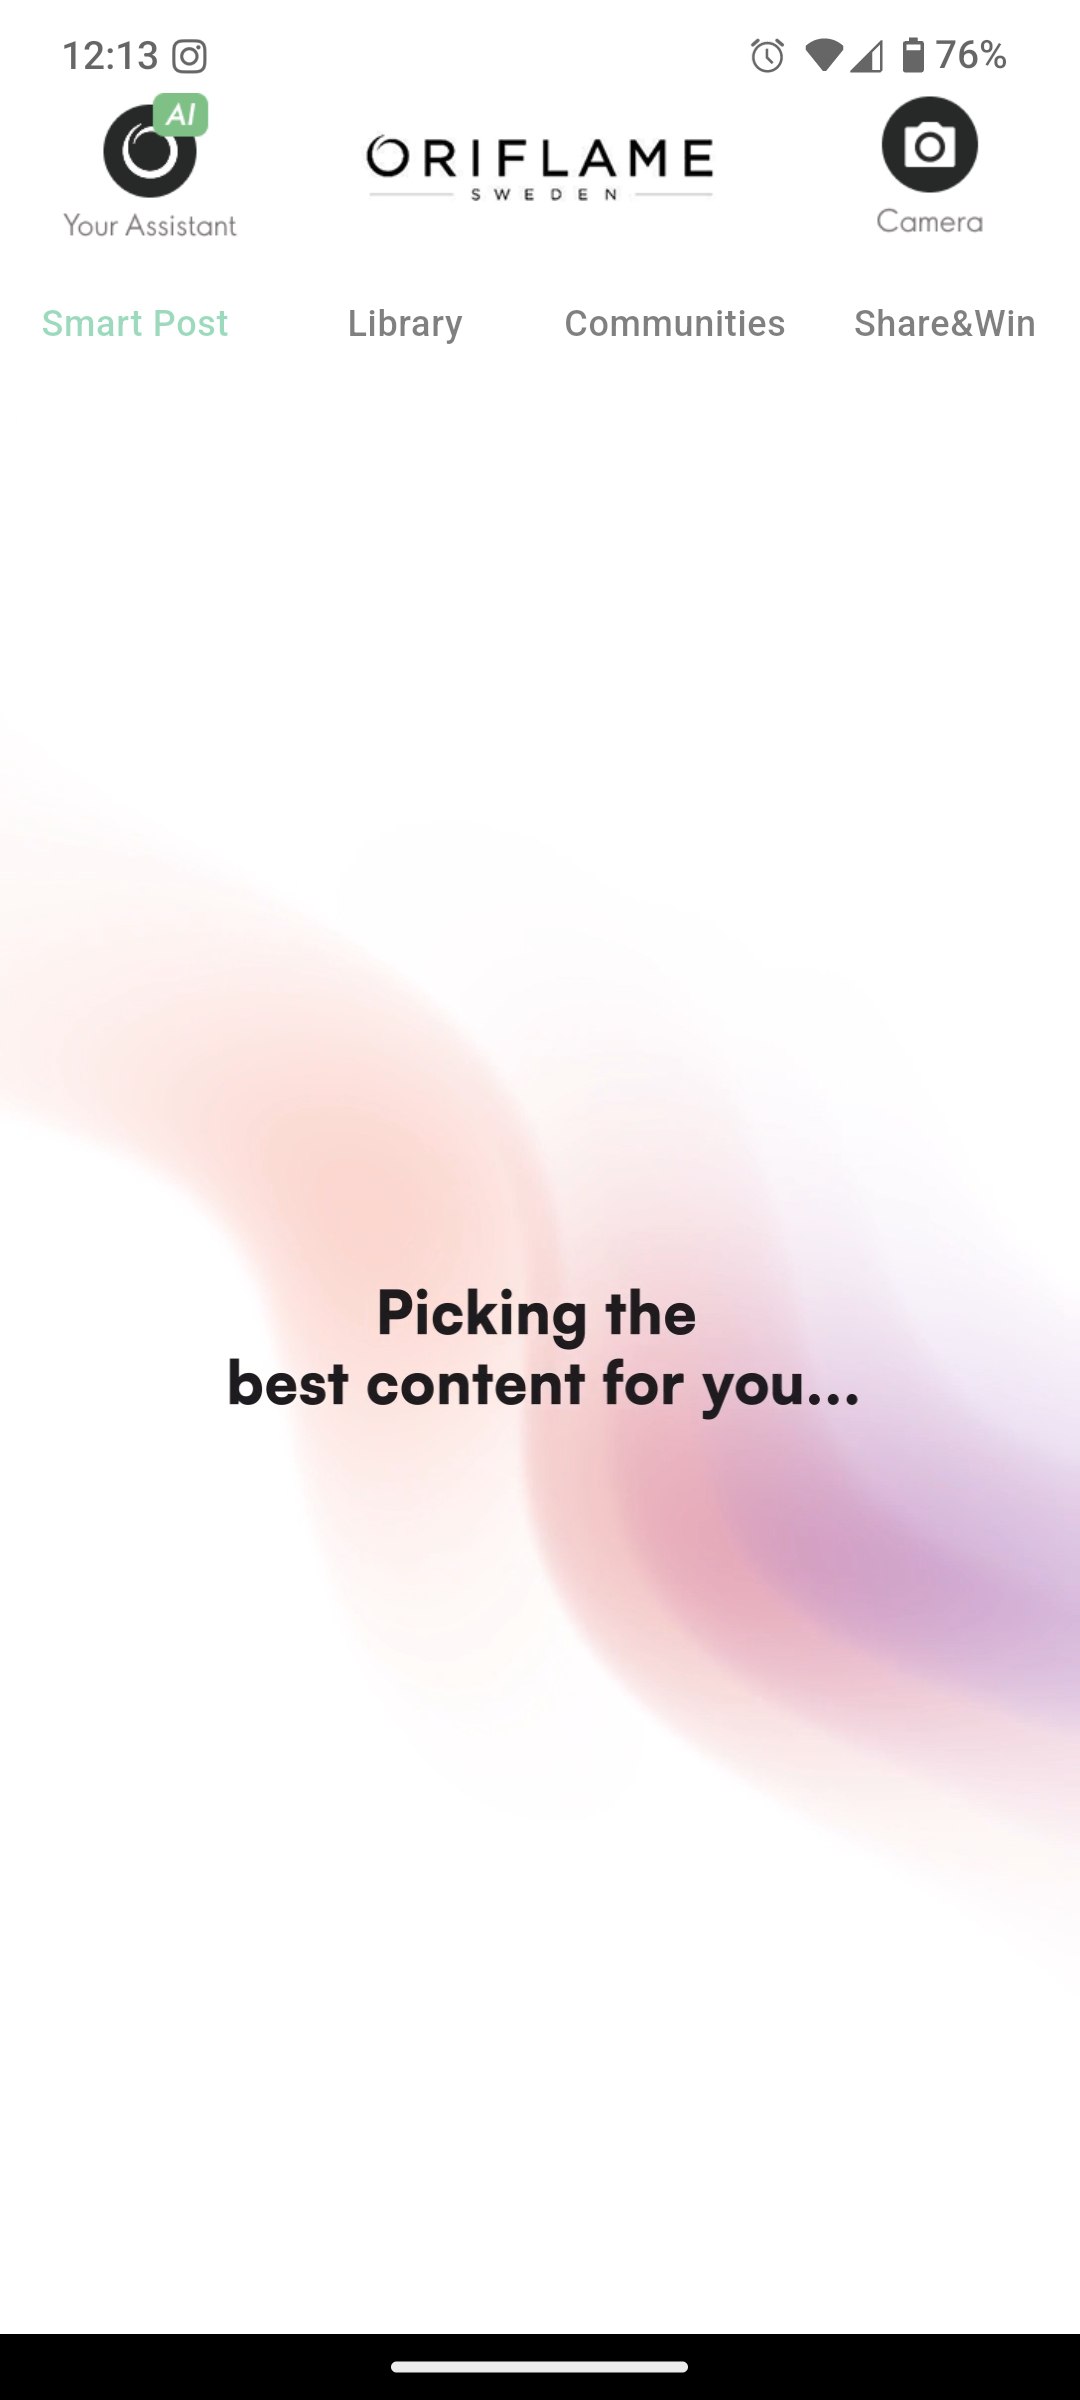 12:13
76%
AI
Your Assistant
ORIFLAME
SWEDEN
Camera
Smart Post
Library
Communities
Share&Win
Picking the
best content for you...